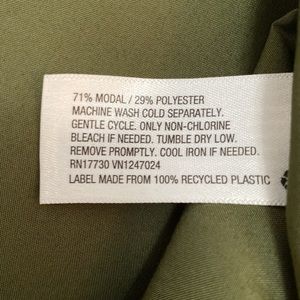 71% MODAL / 29% POLYESTER
MACHINE WASH COLD SEPARATELY.
GENTLE CYCLE. ONLY NON-CHLORINE
BLEACH IF NEEDED. TUMBLE DRY LOW.
REMOVE PROMPTLY. COOL IRON IF NEEDED.
RN17730 VN1247024
LABEL MADE FROM 100% RECYCLED PLASTIC